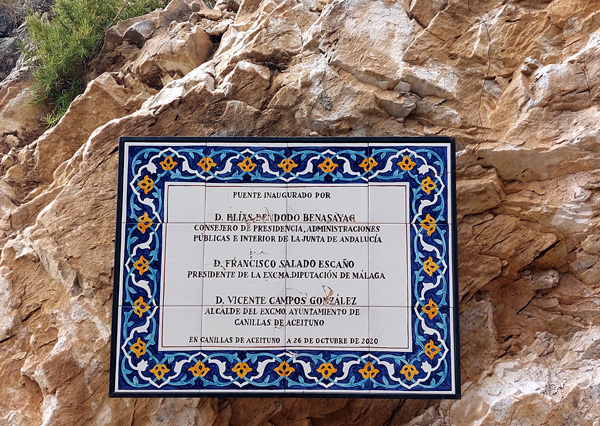 PUENTE INAUGURADO POR
D. ELÍAS BENDODO BENASAYAG
CONSEJERO DE PRESIDENCIA, ADMINISTRACIONES
PÚBLICAS E INTERIOR DE LA JUNTA DE ANDALUCÍA
D. FRANCISCO SALADO ESCAÑO
PRESIDENTE DE LA EXCMA. DIPUTACIÓN DE MÁLAGA
D. VICENTE CAMPOS GONZÁLEZ
ALCALDE DEL EXCMO. AYUNTAMIENTO DE
CANILLAS DE ACEITUNO
EN CANILLAS DE ACEITUNO A 26 DE OCTUBRE DE 2020